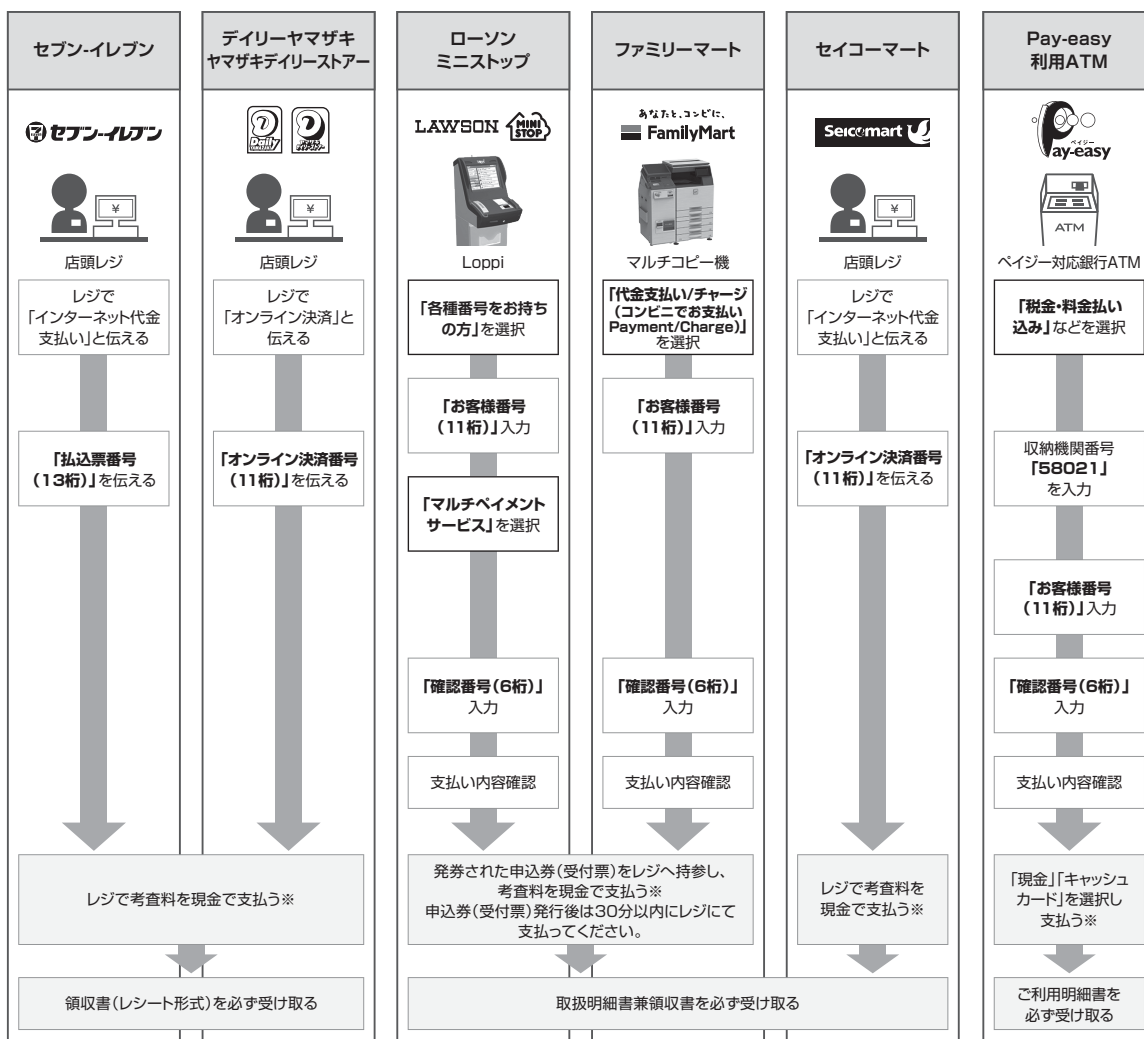 セブン-イレブン
セブン-イレブン
店頭レジ
レジで
「インターネット代金
支払い」と伝える
「払込票番号
(13桁)」を伝える
デイリーヤマザキ
ヤマザキデイリーストアー
Daily
店頭レジ
レジで
「オンライン決済」と
伝える
「オンライン決済番号
(11桁)」を伝える
レジで考査料を現金で支払う※
領収書(レシート形式)を必ず受け取る
ローソン
ミニストップ
LAWSON
MINI
STOP
Loppi
「各種番号をお持ち
の方」を選択
「お客様番号
(11桁)」入力
「マルチペイメント
サービス」を選択
「確認番号(6桁)」
入力
支払い内容確認
ファミリーマート
あなたと、コンビに、
FamilyMart
マルチコピー機
「代金支払い/チャージ
(コンビニでお支払い
Payment/Charge)」
を選択
「お客様番号
(11桁)」入力
「確認番号(6桁)」
入力
支払い内容確認
発券された申込券(受付票)をレジへ持参し、
考査料を現金で支払う※
申込券(受付票)発行後は30分以内にレジにて
支払ってください。
セイコーマート
Seicomart
店頭レジ
レジで
「インターネット代金
支払い」と伝える
「オンライン決済番号
(11桁)」を伝える
レジで考査料を
現金で支払う※
取扱明細書兼領収書を必ず受け取る
Pay-easy
利用ATM
ペイジー
Pay-easy
ATM
ペイジー対応銀行ATM
「税金・料金払い
込み」などを選択
収納機関番号
「58021」
を入力
「お客様番号
(11桁)」入力
「確認番号(6桁)」
入力
支払い内容確認
「現金」「キャッシュ
カード」を選択し
支払う※
ご利用明細書を
必ず受け取る